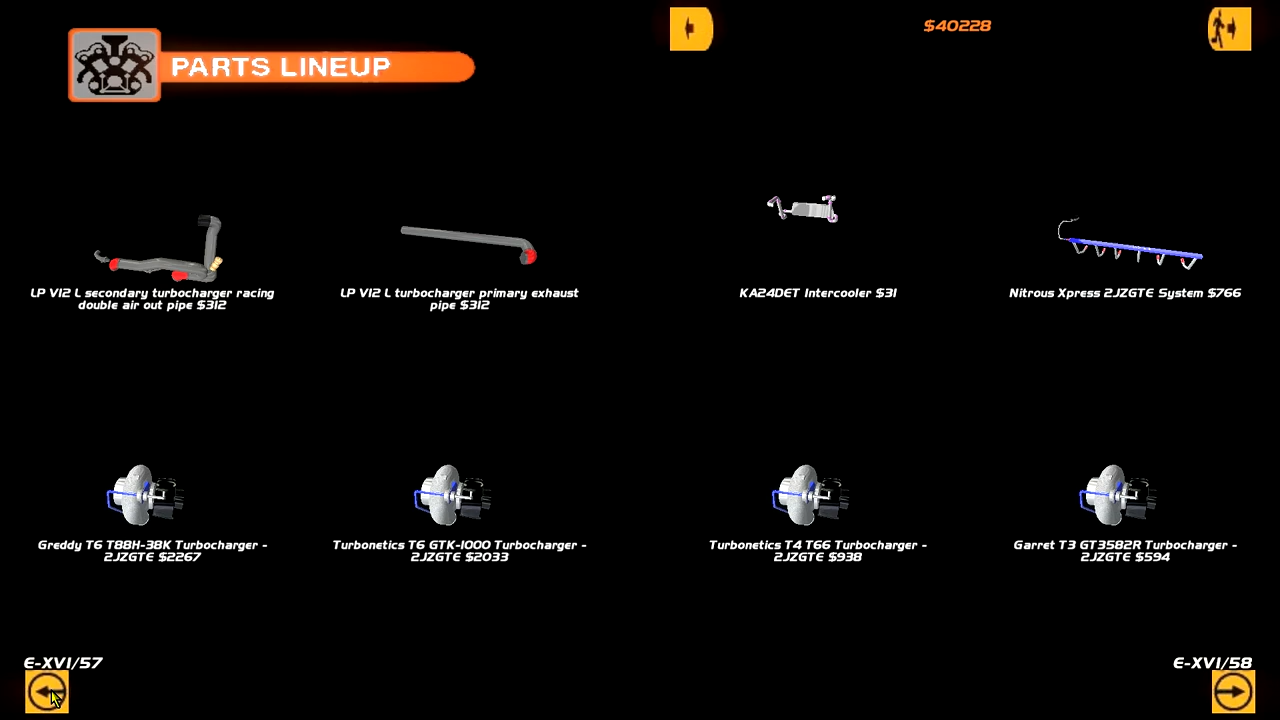 $40228
PARTS LINEUP
LP V12 L secondary turbocharger racing
double air out pipe $312
LP V12 L turbocharger primary exhaust
pipe $312
KA24DET Intercooler $31
Nitrous Xpress 2JZGTE System $766
Greddy T6 T88H-38K Turbocharger -
2JZGTE $2267
Turbonetics T6 GTK-1000 Turbocharger -
2JZGTE $2033
Turbonetics T4 T66 Turbocharger -
2JZGTE $938
Garret T3 GT3582R Turbocharger -
2JZGTE $594
E-XVI/57
E-XVI/58